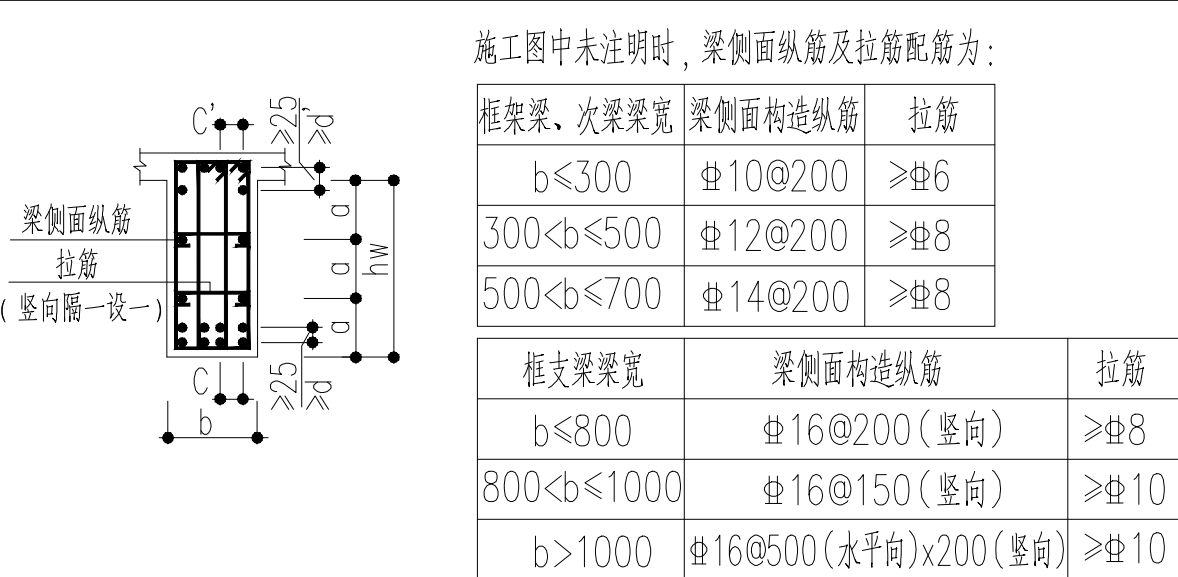 施工图中未注明时，梁侧面纵筋及拉筋配筋为：
框架梁、次梁梁宽 梁侧面构造纵筋 拉筋
b≤300 Φ10@200 ≥Φ6
300<b≤500 Φ12@200 ≥Φ8
500<b≤700 Φ14@200 ≥Φ8
框支梁梁宽 梁侧面构造纵筋 拉筋
b≤800 Φ16@200(竖向) ≥Φ8
800<b≤1000 Φ16@150(竖向) ≥Φ10
b>1000 Φ16@500(水平向)x200(竖向) ≥Φ10
C'
≥25
≥d
梁侧面纵筋
拉筋
(竖向隔一设一)
a
a
a
hw
C
≥25
≥d
b